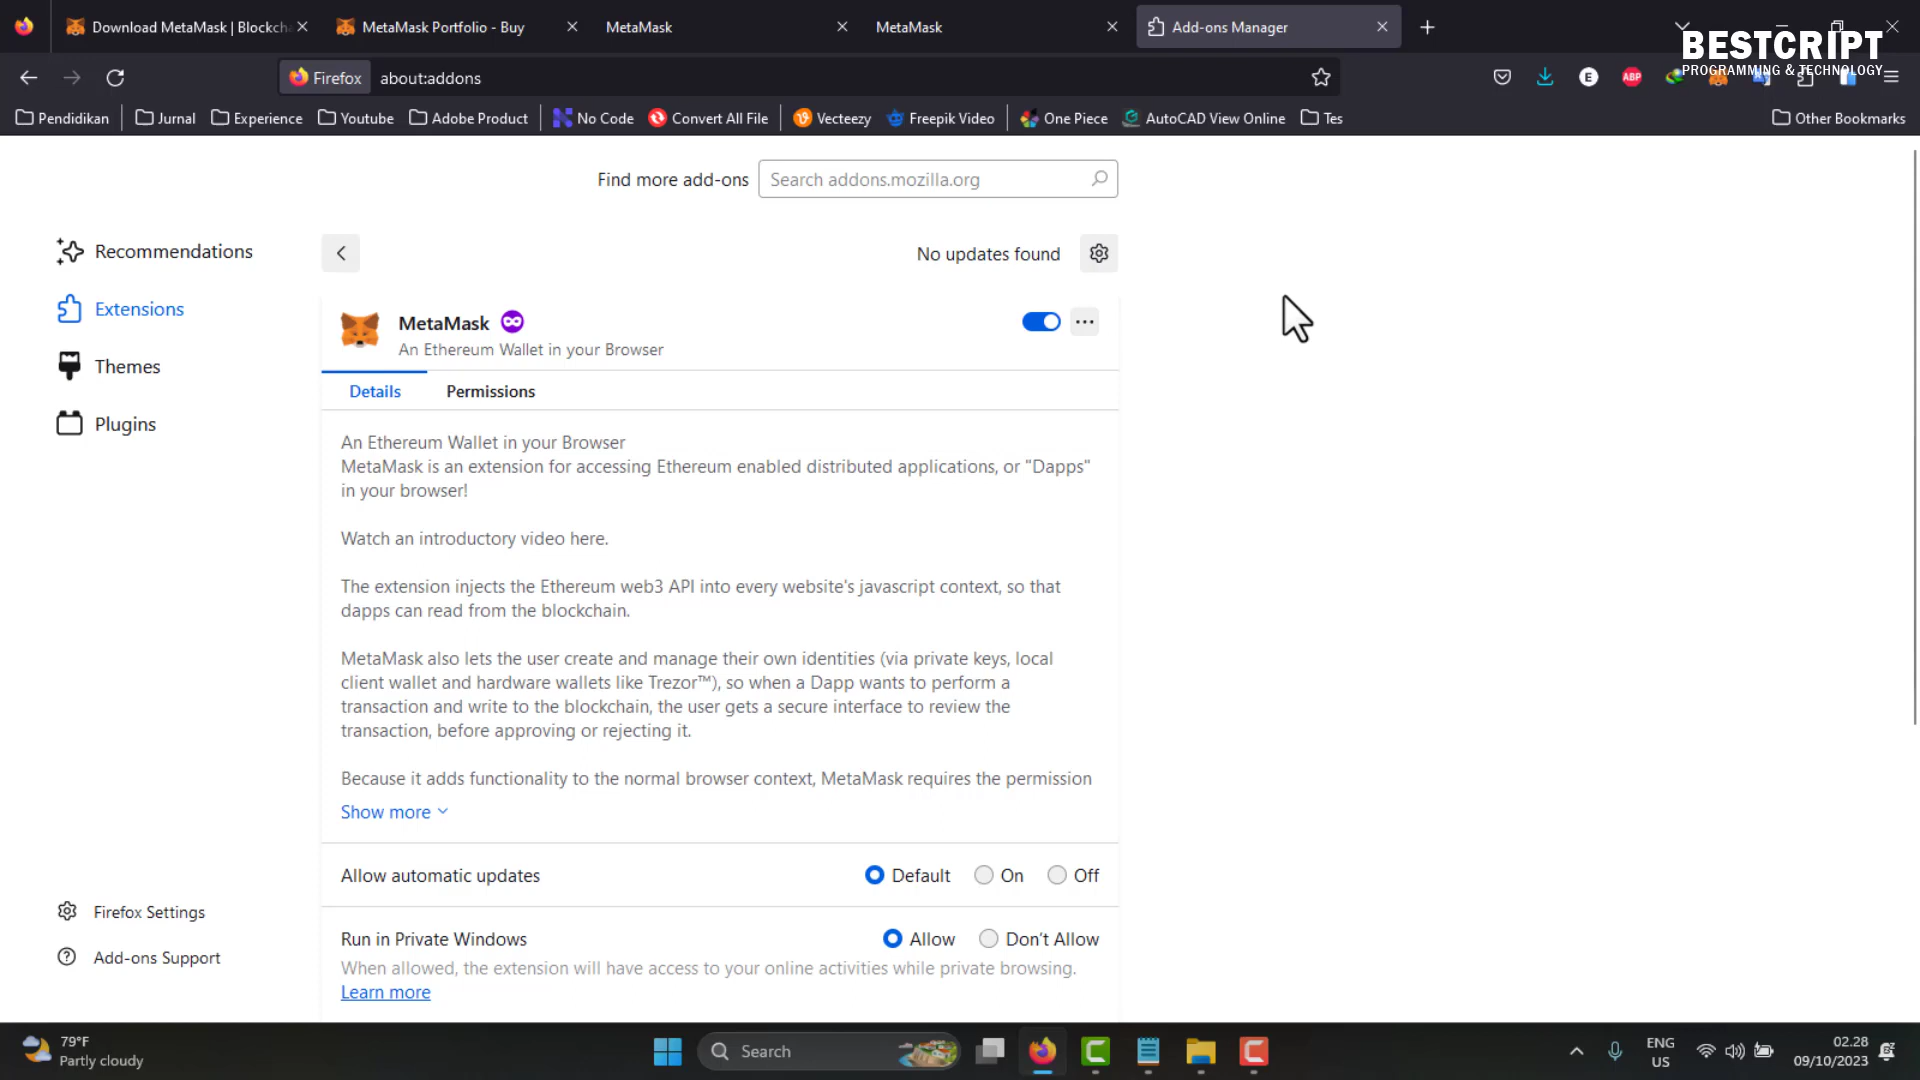 Download MetaMask | Blockcha
MetaMask Portfolio - Buy
MetaMask
MetaMask
Add-ons Manager
BESTCRIPT
PROGRAMMING & TECHNOLOGY
Firefox
about:addons
E
ABP
Pendidikan
Jurnal
Experience
Youtube
Adobe Product
No Code
Convert All File
Vecteezy
Freepik Video
One Piece
AutoCAD View Online
Tes
Other Bookmarks
Find more add-ons
Search addons.mozilla.org
Recommendations
Extensions
Themes
Plugins
No updates found
MetaMask
An Ethereum Wallet in your Browser
Details
Permissions
An Ethereum Wallet in your Browser
MetaMask is an extension for accessing Ethereum enabled distributed applications, or "Dapps"
in your browser!
Watch an introductory video here.
The extension injects the Ethereum web3 API into every website's javascript context, so that
dapps can read from the blockchain.
MetaMask also lets the user create and manage their own identities (via private keys, local
client wallet and hardware wallets like Trezor™), so when a Dapp wants to perform a
transaction and write to the blockchain, the user gets a secure interface to review the
transaction, before approving or rejecting it.
Because it adds functionality to the normal browser context, MetaMask requires the permission
Show more
Allow automatic updates
Default
On
Off
Run in Private Windows
Allow
Don't Allow
When allowed, the extension will have access to your online activities while private browsing.
Learn more
Firefox Settings
Add-ons Support
79°F
Partly cloudy
Search
ENG
US
02.28
09/10/2023